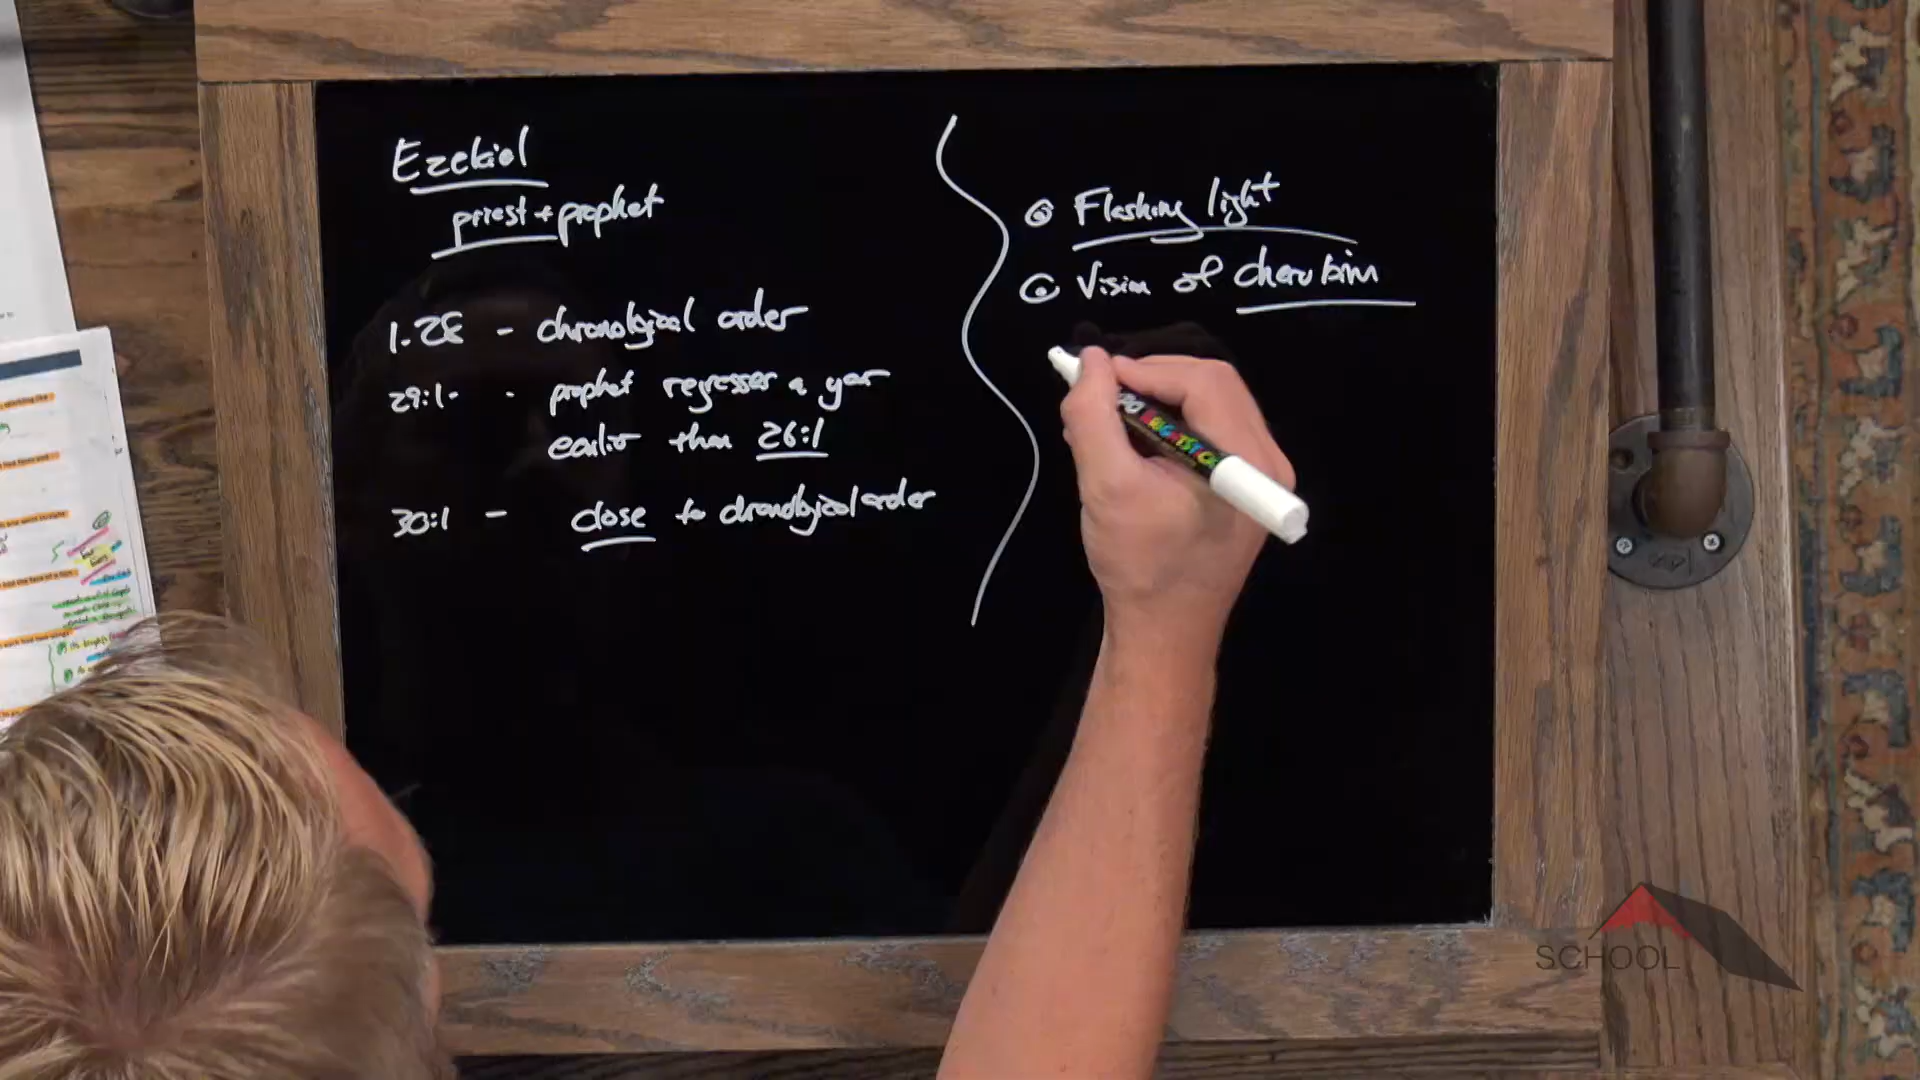 Ezekiel
priest + prophet
1-28 - chronological order
29:1- - prophet regresses a year
earlier than 26:1
30:1 - close to chronological order
Flashing light
Vision of cherubim
SCHOOL